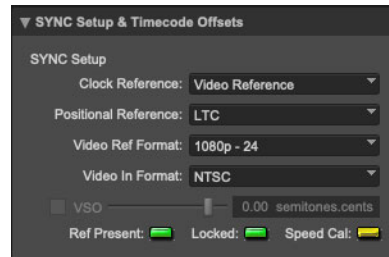 SYNC Setup & Timecode Offsets
SYNC Setup
Clock Reference: Video Reference
Positional Reference: LTC
Video Ref Format: 1080p - 24
Video In Format: NTSC
VSO 0.00 semitones.cents
Ref Present: Locked: Speed Cal: